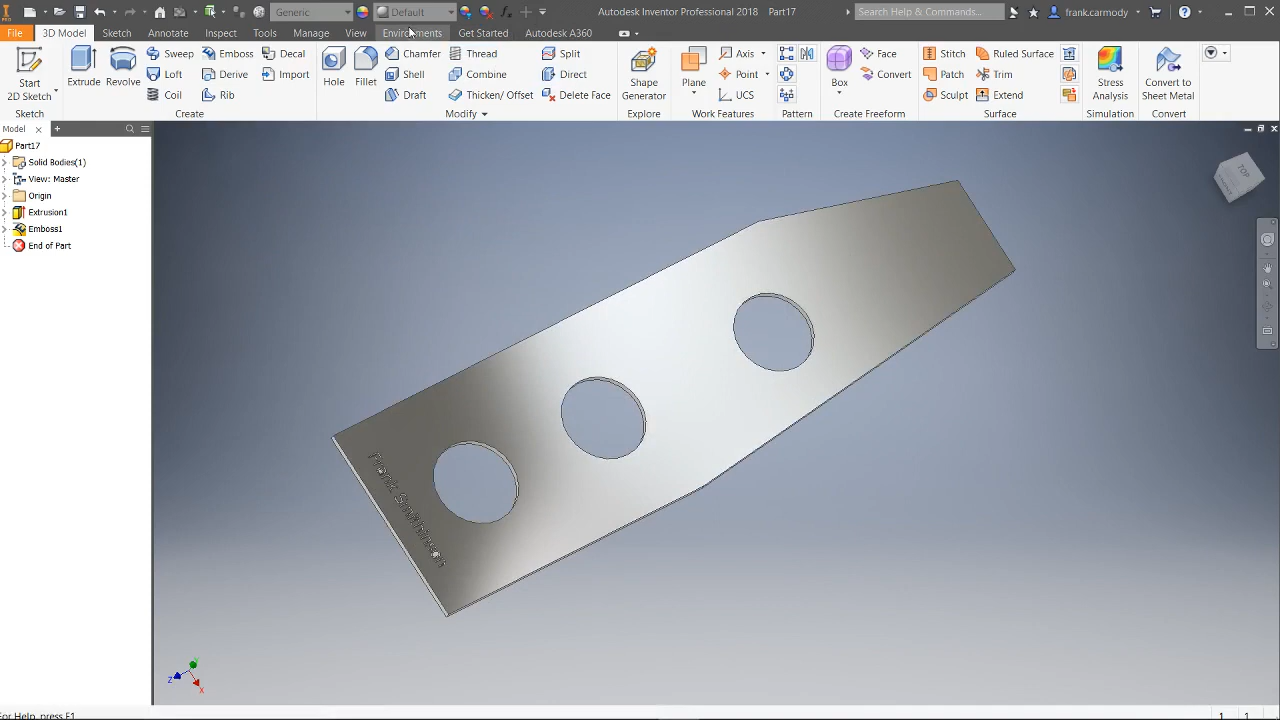 Generic
Default
Autodesk Inventor Professional 2018 Part17
Search Help & Commands...
frank.carmody
File
3D Model
Sketch
Annotate
Inspect
Tools
Manage
View
Environments
Get Started
Autodesk A360
Start
2D Sketch
Extrude
Revolve
Sweep
Emboss
Decal
Loft
Derive
Import
Coil
Rib
Hole
Fillet
Chamfer
Thread
Split
Shell
Combine
Direct
Draft
Thicken/ Offset
Delete Face
Shape
Generator
Plane
Axis
Point
UCS
Box
Face
Convert
Stitch
Ruled Surface
Patch
Trim
Sculpt
Extend
Stress
Analysis
Convert to
Sheet Metal
Sketch
Create
Modify
Explore
Work Features
Pattern
Create Freeform
Surface
Simulation
Convert
Model
Part17
Solid Bodies(1)
View: Master
Origin
Extrusion1
Emboss1
End of Part
TOP
Z
Y
X
For Help, press F1
1
1